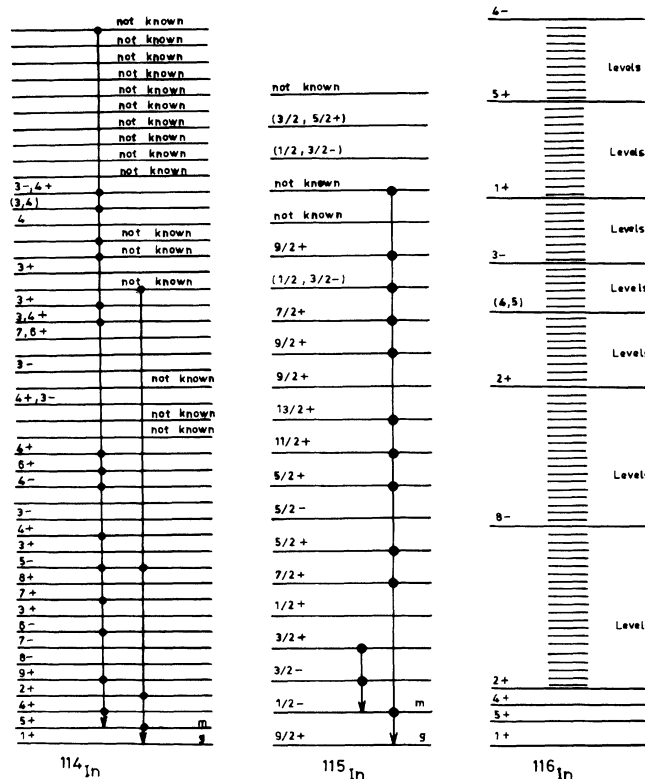 not known
not known
not known
not known
not known
not known
not known
not known
not known
not known
3-,4+
(3,4)
4
not known
not known
3+
not known
3+
3,4+
7,6+
3-
not known
4+,3-
not known
not known
4+
6+
4-
3-
4+
3+
5-
8+
7+
3+
6-
7-
8-
9+
2+
4+
5+ m
1+ g
114In
not known
(3/2, 5/2+)
(1/2, 3/2-)
not known
not known
9/2+
(1/2, 3/2-)
7/2+
9/2+
9/2+
13/2+
11/2+
5/2+
5/2-
5/2+
7/2+
1/2+
3/2+
3/2-
1/2- m
9/2+ g
115In
4-
Levels
5+
Levels
1+
Levels
3-
Levels
(4,5)
Levels
2+
Levels
8-
Levels
2+
4+
5+
1+
116In